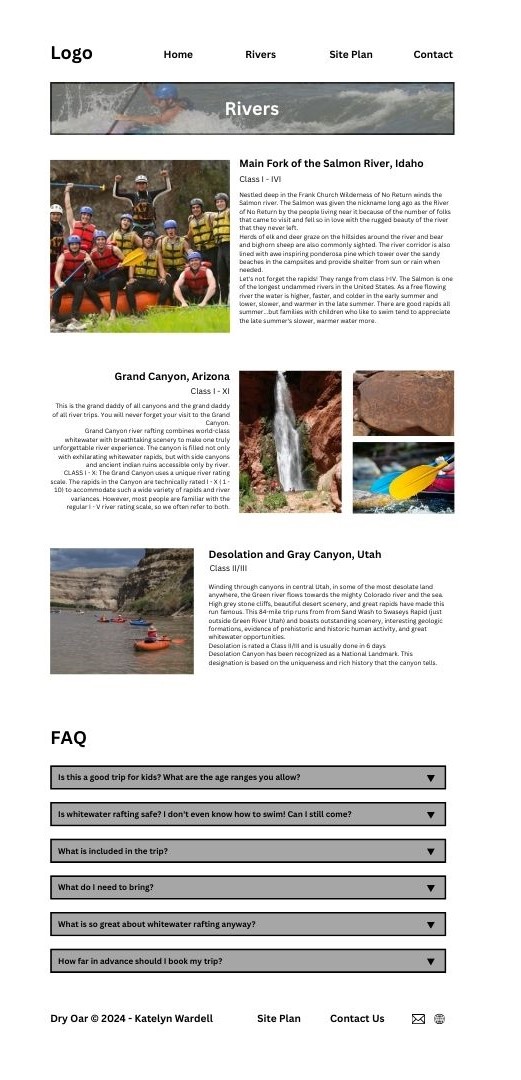 Logo
Home Rivers Site Plan Contact
Rivers
Main Fork of the Salmon River, Idaho
Class I - IVI
Nestled deep in the Frank Church Wilderness of No Return winds the
Salmon river. The Salmon was given the nickname long ago as the River
of No Return by the people living near it because of the number of folks
that came to visit and fell so in love with the rugged beauty of the river
that they never left.
Herds of elk and deer graze on the hillsides around the river and bear
and bighorn sheep are also commonly sighted. The river corridor is also
lined with awe inspiring ponderosa pine which tower over the sandy
beaches in the campsites and provide shelter from sun or rain when
needed.
Let's not forget the rapids! They range from class I-IV. The Salmon is one
of the longest undammed rivers in the United States. As a free flowing
river the water is higher, faster, and colder in the early summer and
lower, slower, and warmer in the late summer. There are good rapids all
summer...but families with children who like to swim tend to appreciate
the late summer's slower, warmer water more.
Grand Canyon, Arizona
Class I - XI
This is the grand daddy of all canyons and the grand daddy
of all river trips. You will never forget your visit to the Grand
Canyon.
Grand Canyon river rafting combines world-class
whitewater with breathtaking scenery to make one truly
unforgettable river experience. The canyon is filled not only
with exhilarating whitewater rapids, but with side canyons
and ancient indian ruins accessible only by river.
CLASS I - X: The Grand Canyon uses a unique river rating
scale. The rapids in the Canyon are technically rated I - X ( 1 -
10) to accommodate such a wide variety of rapids and river
variances. However, most people are familiar with the
regular I - V river rating scale, so we often refer to both.
Desolation and Gray Canyon, Utah
Class II/III
Winding through canyons in central Utah, in some of the most desolate land
anywhere, the Green river flows towards the mighty Colorado river and the sea.
High grey stone cliffs, beautiful desert scenery, and great rapids have made this
run famous. This 84-mile trip runs from from Sand Wash to Swaseys Rapid (just
outside Green River Utah) and boasts outstanding scenery, interesting geologic
formations, evidence of prehistoric and historic human activity, and great
whitewater opportunities.
Desolation is rated a Class II/III and is usually done in 6 days
Desolation Canyon has been recognized as a National Landmark. This
designation is based on the uniqueness and rich history that the canyon tells.
FAQ
Is this a good trip for kids? What are the age ranges you allow?
Is whitewater rafting safe? I don't even know how to swim! Can I still come?
What is included in the trip?
What do I need to bring?
What is so great about whitewater rafting anyway?
How far in advance should I book my trip?
Dry Oar © 2024 - Katelyn Wardell Site Plan Contact Us